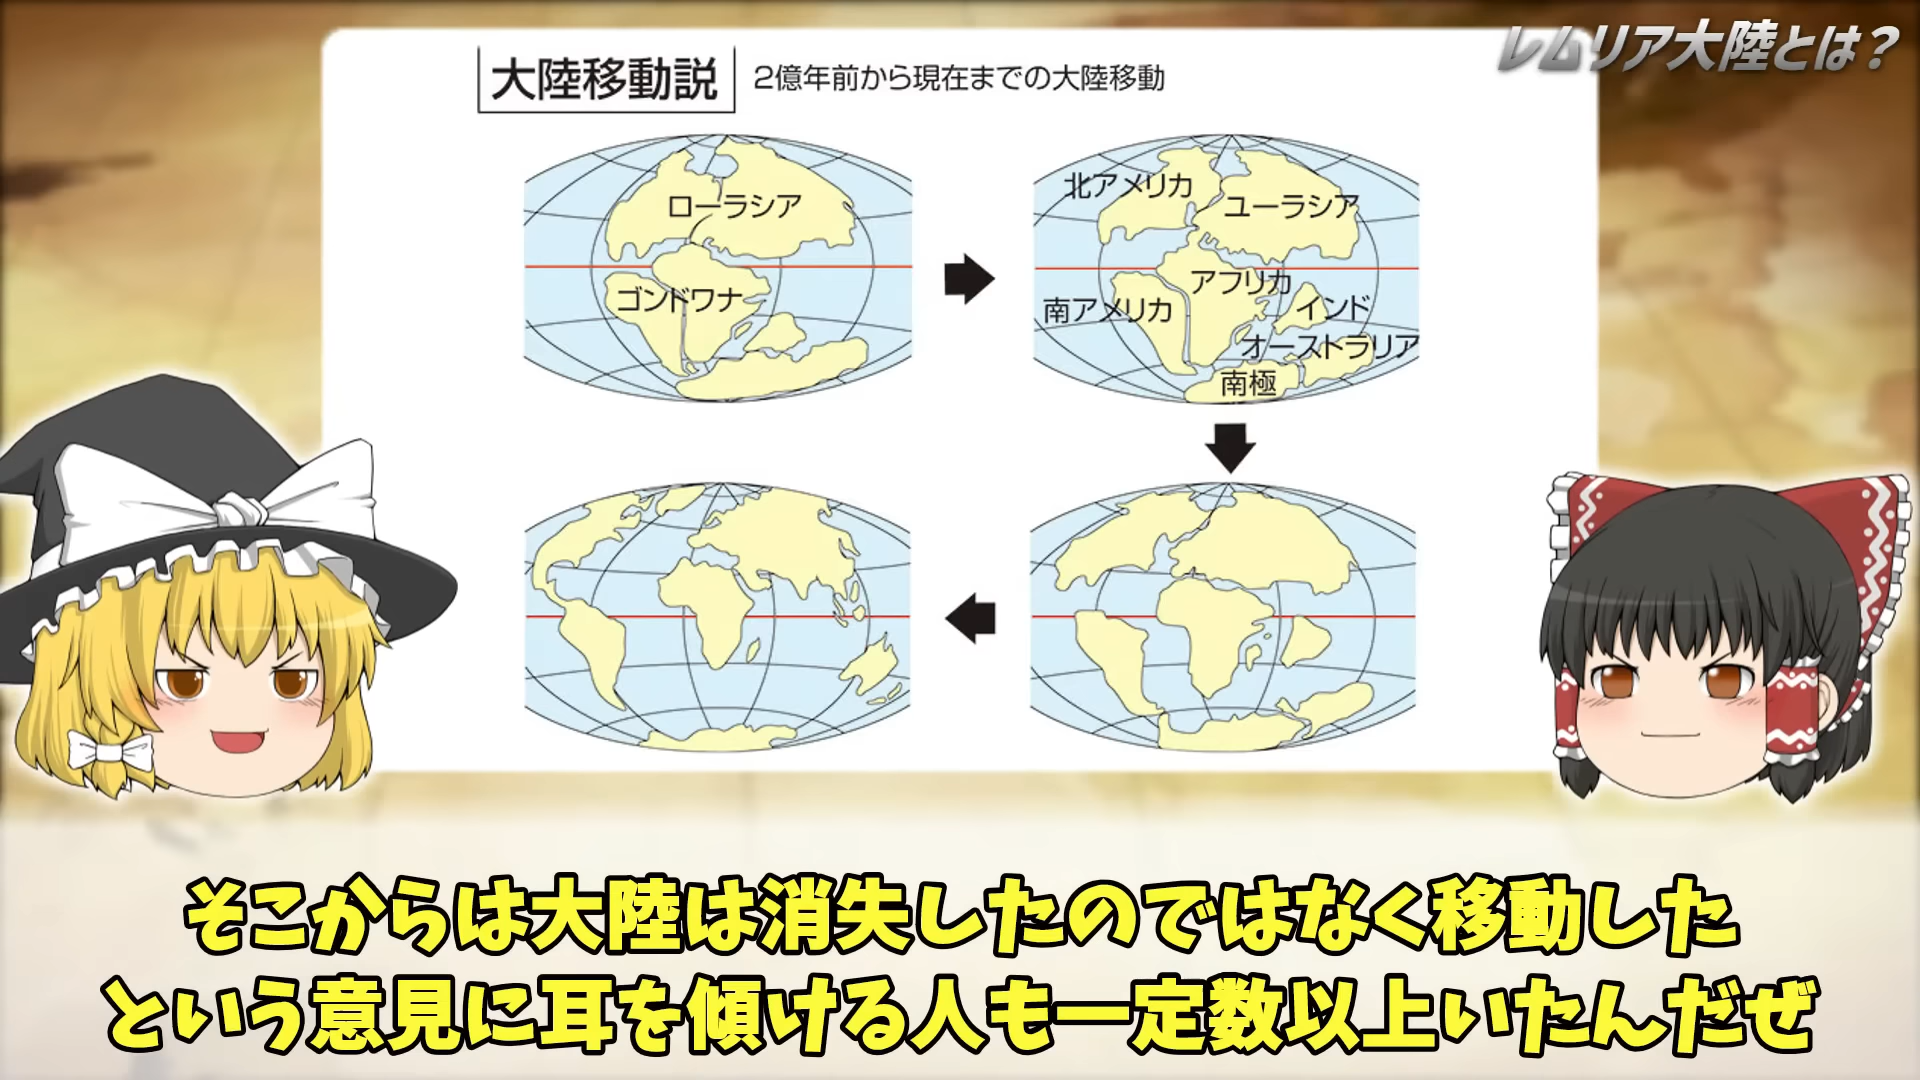 レムリア大陸とは？
大陸移動説
2億年前から現在までの大陸移動
ローラシア
ゴンドワナ
北アメリカ
ユーラシア
アフリカ
南アメリカ
インド
オーストラリア
南極
そこからは大陸は消失したのではなく移動した
という意見に耳を傾ける人も一定数以上いたんだぜ